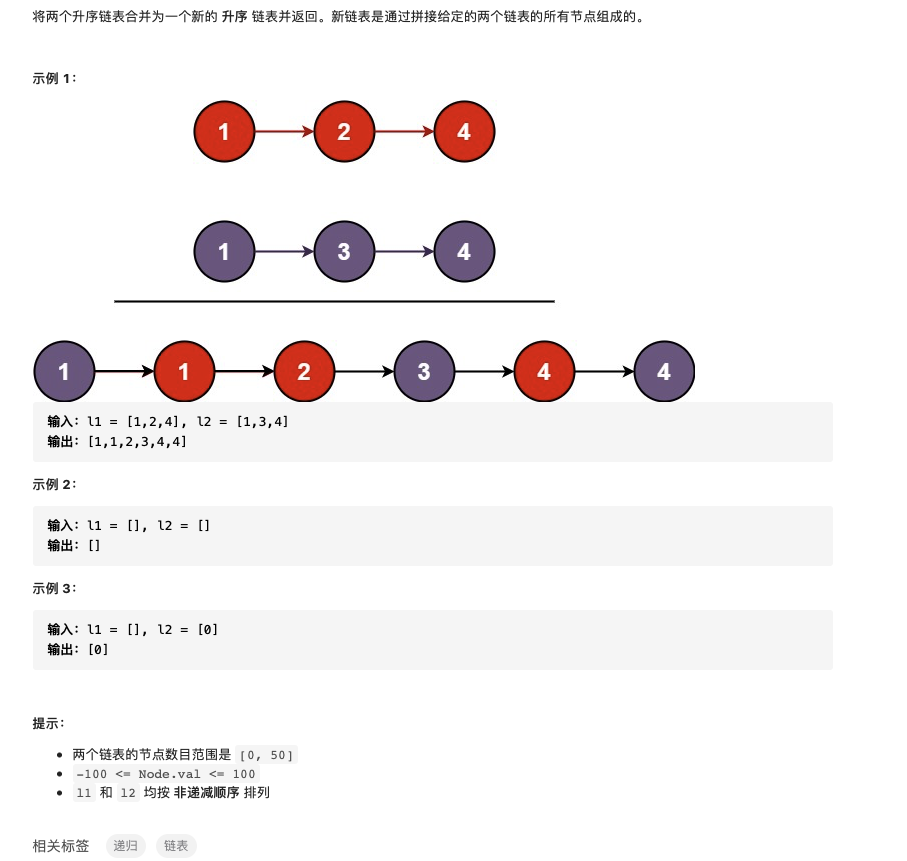 将两个升序链表合并为一个新的 升序 链表并返回。新链表是通过拼接给定的两个链表的所有节点组成的。
示例 1：
1 2 4
1 3 4
1 1 2 3 4 4
输入：l1 = [1,2,4], l2 = [1,3,4]
输出：[1,1,2,3,4,4]
示例 2：
输入：l1 = [], l2 = []
输出：[]
示例 3：
输入：l1 = [], l2 = [0]
输出：[0]
提示：
• 两个链表的节点数目范围是 [0, 50]
• -100 <= Node.val <= 100
• l1 和 l2 均按 非递减顺序 排列
相关标签 递归 链表